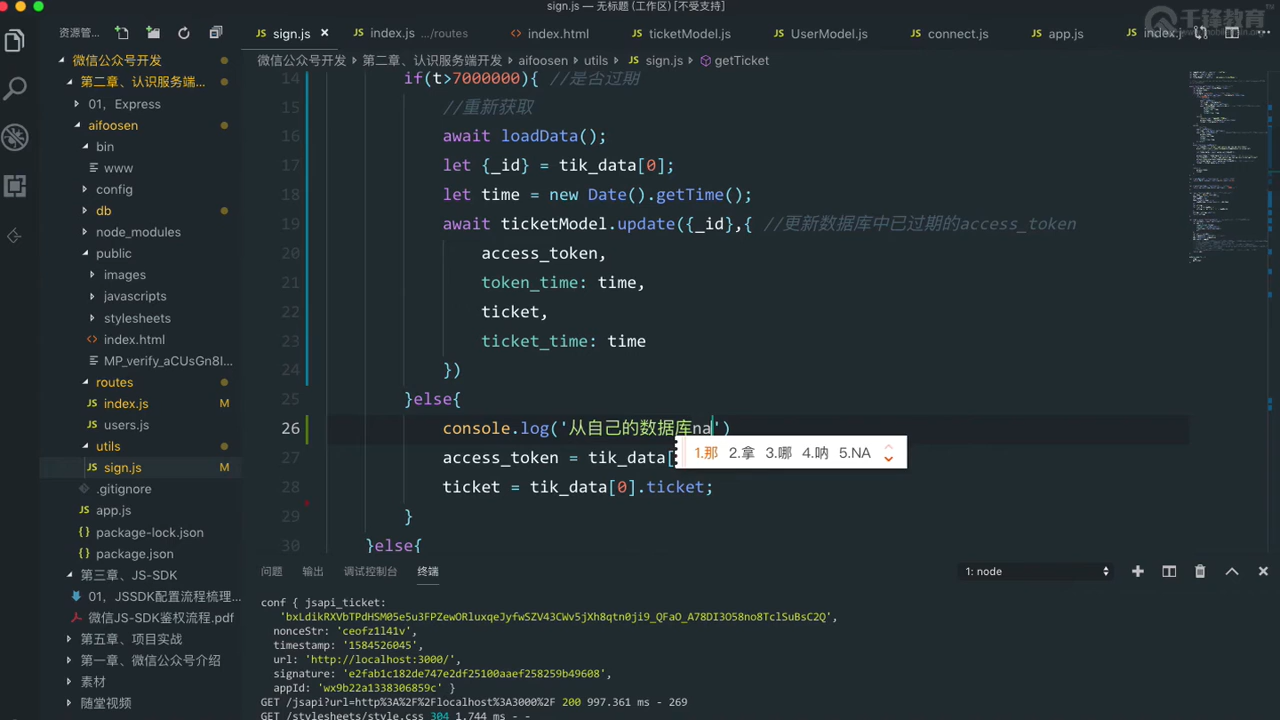 sign.js — 无标题 (工作区) [不受支持]
千锋教育
资源管...
sign.js ×
index.js .../routes
index.html
ticketModel.js
UserModel.js
connect.js
app.js
index.j
微信公众号开发 > 第二章、认识服务端开发 > aifoosen > utils > sign.js > getTicket
微信公众号开发
第二章、认识服务端...
01，Express
aifoosen
bin
www
config
db
node_modules
public
images
javascripts
stylesheets
index.html
MP_verify_aCUsGn8I...
routes
index.js M
users.js
utils
sign.js M
.gitignore
app.js
package-lock.json
package.json
第三章、JS-SDK
01，JSSDK配置流程梳理...
微信JS-SDK鉴权流程.pdf
第五章、项目实战
第一章、微信公众号介绍
素材
随堂视频
14 if(t>7000000){ //是否过期
15 //重新获取
16 await loadData();
17 let {_id} = tik_data[0];
18 let time = new Date().getTime();
19 await ticketModel.update({_id},{ //更新数据库中已过期的access_token
20 access_token,
21 token_time: time,
22 ticket,
23 ticket_time: time
24 })
25 }else{
26 console.log('从自己的数据库na')
1.那 2.拿 3.哪 4.呐 5.NA
27 access_token = tik_data[
28 ticket = tik_data[0].ticket;
29 }
30 }else{
问题 输出 调试控制台 终端
1: node
conf { jsapi_ticket:
'bxLdikRXVbTPdHSM05e5u3FPZewORluxqeJyfwSZV43CWv5jXh8qtn0ji9_QFaO_A78DI3O58no8TclSuBsC2Q',
nonceStr: 'ceofz1l41v',
timestamp: '1584526045',
url: 'http://localhost:3000/',
signature: 'e2fab1c182de747e2df25100aaef258259b49608',
appId: 'wx9b22a1338306859c' }
GET /jsapi?url=http%3A%2F%2Flocalhost%3A3000%2F 200 997.361 ms - 269
GET /stylesheets/style.css 304 1.744 ms - -